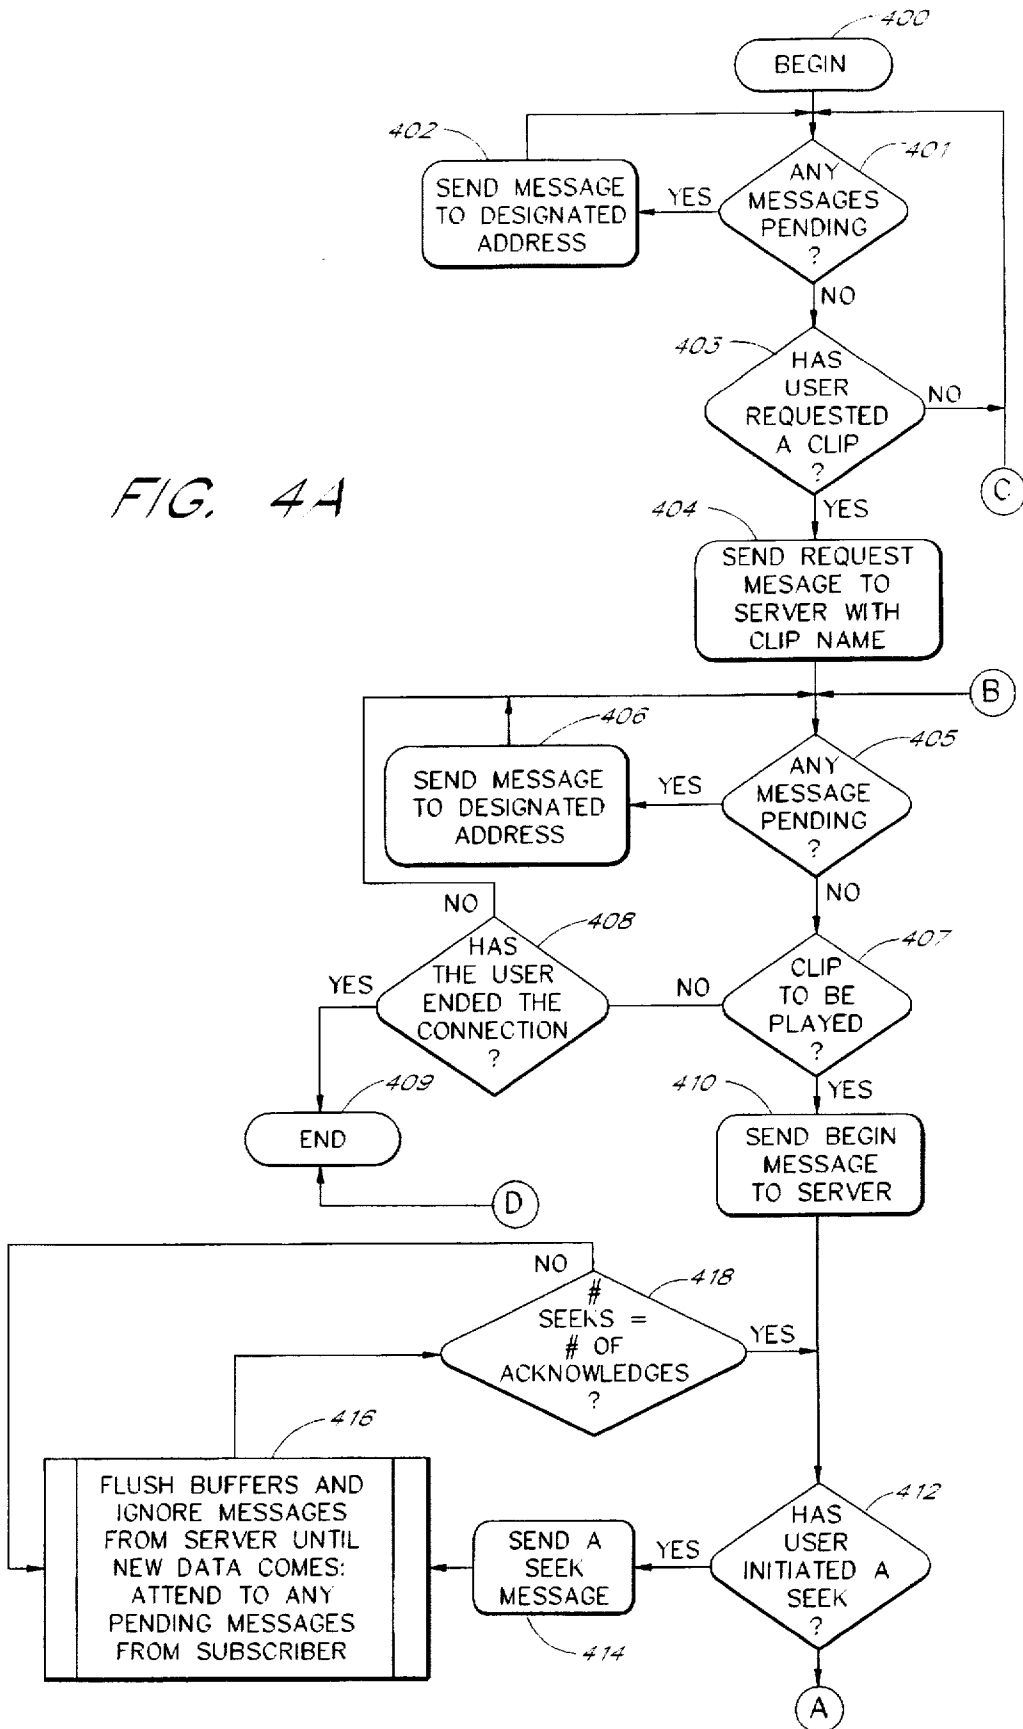 400
BEGIN
402
401
SEND MESSAGE
TO DESIGNATED
ADDRESS
YES
ANY
MESSAGES
PENDING
?
NO
403
HAS
USER
REQUESTED
A CLIP
?
NO
C
FIG. 4A
YES
404
SEND REQUEST
MESAGE TO
SERVER WITH
CLIP NAME
B
406
405
SEND MESSAGE
TO DESIGNATED
ADDRESS
YES
ANY
MESSAGE
PENDING
?
NO
NO
408
407
HAS
THE USER
ENDED THE
CONNECTION
?
YES
NO
CLIP
TO BE
PLAYED
?
409
END
YES
410
SEND BEGIN
MESSAGE
TO SERVER
D
NO
418
#
SEEKS =
# OF
ACKNOWLEDGES
?
YES
416
FLUSH BUFFERS AND
IGNORE MESSAGES
FROM SERVER UNTIL
NEW DATA COMES:
ATTEND TO ANY
PENDING MESSAGES
FROM SUBSCRIBER
SEND A
SEEK
MESSAGE
414
YES
412
HAS
USER
INITIATED A
SEEK
?
A